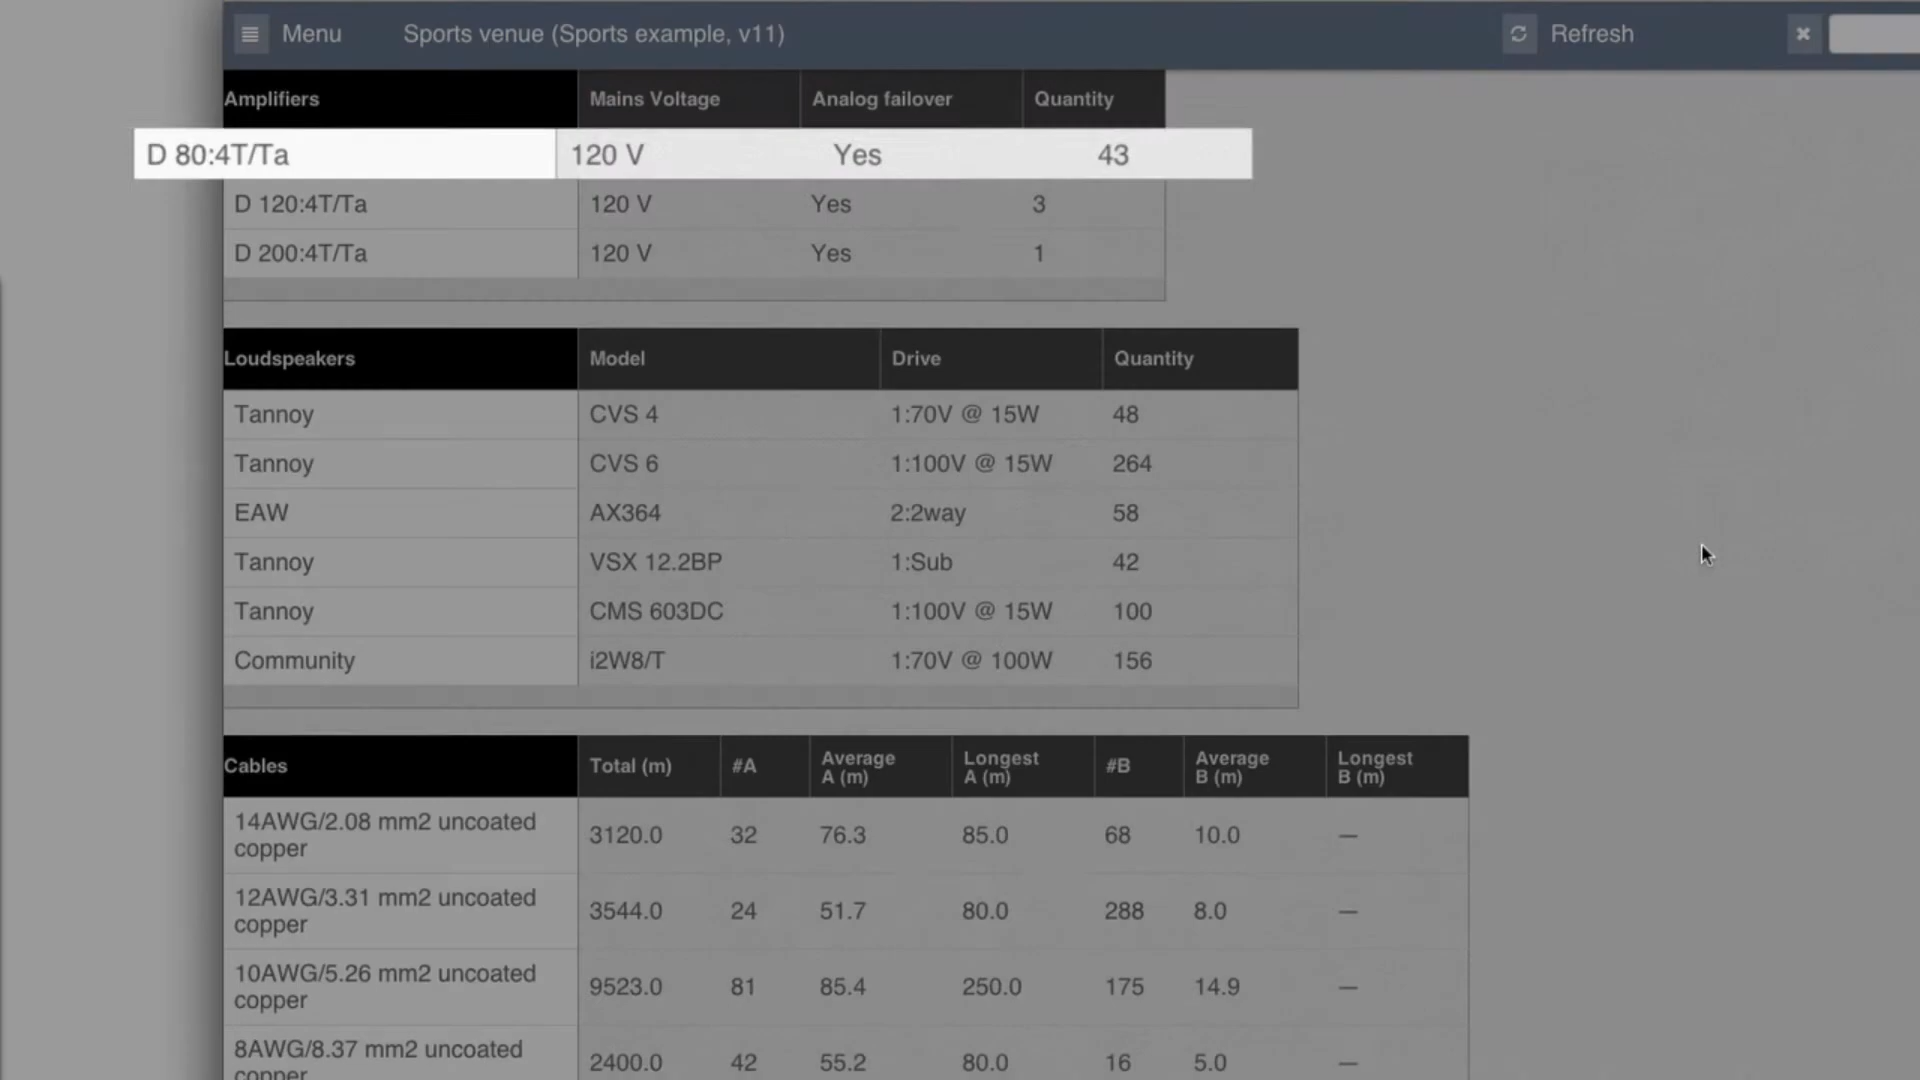 Menu Sports venue (Sports example, v11) Refresh
Amplifiers Mains Voltage Analog failover Quantity
D 80:4T/Ta 120 V Yes 43
D 120:4T/Ta 120 V Yes 3
D 200:4T/Ta 120 V Yes 1
Loudspeakers Model Drive Quantity
Tannoy CVS 4 1:70V @ 15W 48
Tannoy CVS 6 1:100V @ 15W 264
EAW AX364 2:2way 58
Tannoy VSX 12.2BP 1:Sub 42
Tannoy CMS 603DC 1:100V @ 15W 100
Community i2W8/T 1:70V @ 100W 156
Cables Total (m) #A Average A (m) Longest A (m) #B Average B (m) Longest B (m)
14AWG/2.08 mm2 uncoated
copper 3120.0 32 76.3 85.0 68 10.0 —
12AWG/3.31 mm2 uncoated
copper 3544.0 24 51.7 80.0 288 8.0 —
10AWG/5.26 mm2 uncoated
copper 9523.0 81 85.4 250.0 175 14.9 —
8AWG/8.37 mm2 uncoated
copper 2400.0 42 55.2 80.0 16 5.0 —